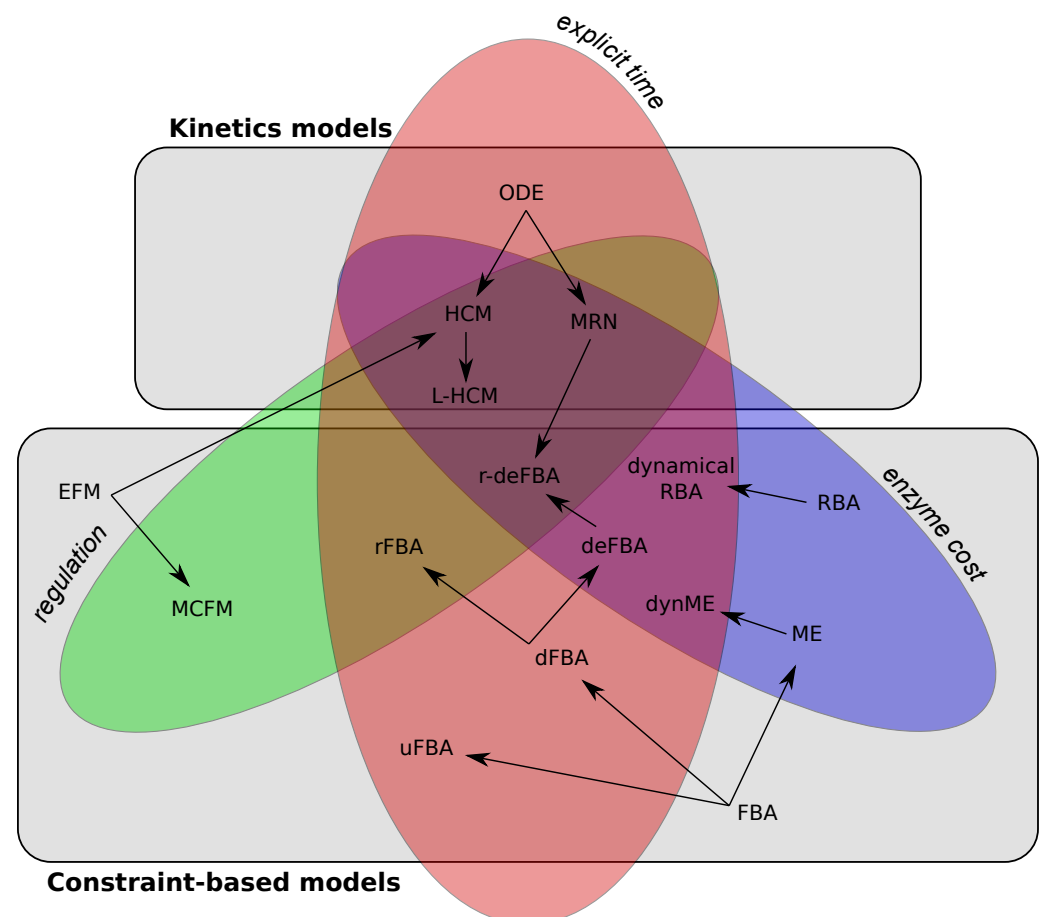 explicit time
Kinetics models
ODE
HCM
MRN
L-HCM
r-deFBA
dynamical
RBA
EFM
RBA
enzyme cost
regulation
rFBA
deFBA
MCFM
dynME
ME
dFBA
uFBA
FBA
Constraint-based models